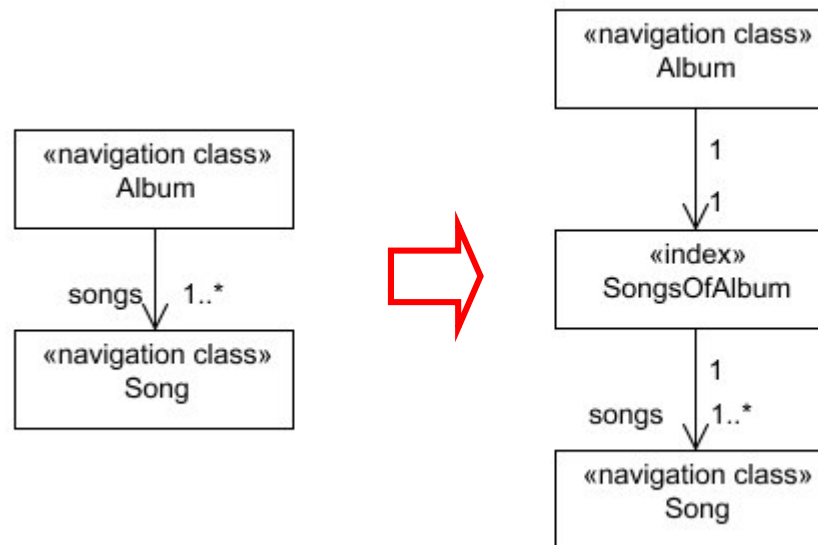 «navigation class»
Album
songs 1..*
«navigation class»
Song
«navigation class»
Album
1
1
«index»
SongsOfAlbum
1
songs 1..*
«navigation class»
Song